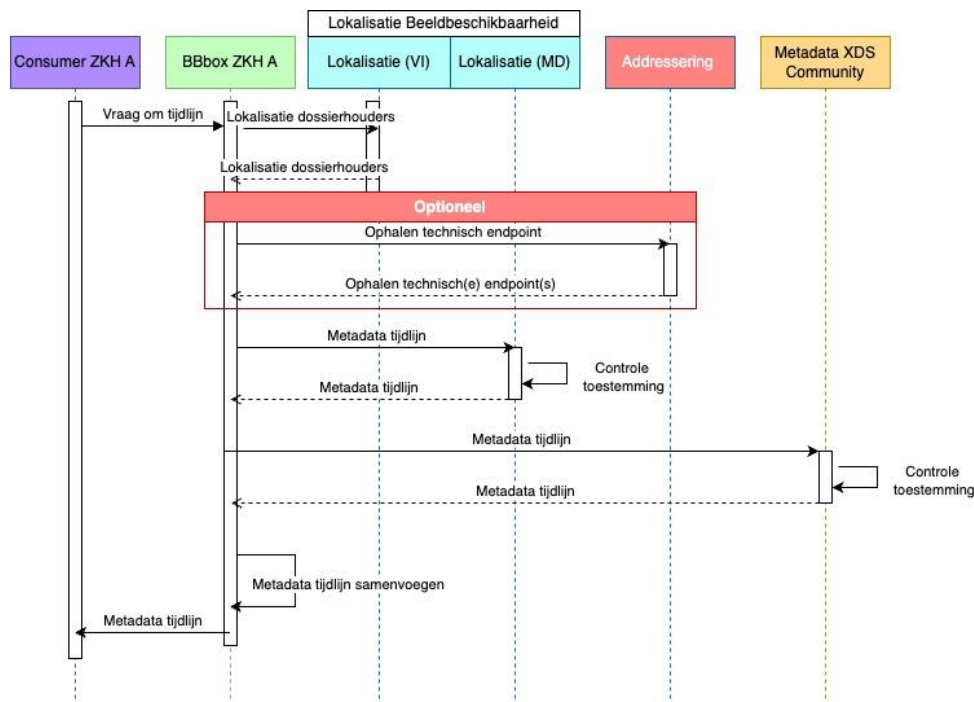 Lokalisatie Beeldbeschikbaarheid
Consumer ZKH A
BBbox ZKH A
Lokalisatie (VI)
Lokalisatie (MD)
Addressering
Metadata XDS
Community
Vraag om tijdlijn
Lokalisatie dossierhouders
Lokalisatie dossierhouders
Optioneel
Ophalen technisch endpoint
Ophalen technisch(e) endpoint(s)
Metadata tijdlijn
Controle
toestemming
Metadata tijdlijn
Metadata tijdlijn
Controle
toestemming
Metadata tijdlijn
Metadata tijdlijn samenvoegen
Metadata tijdlijn